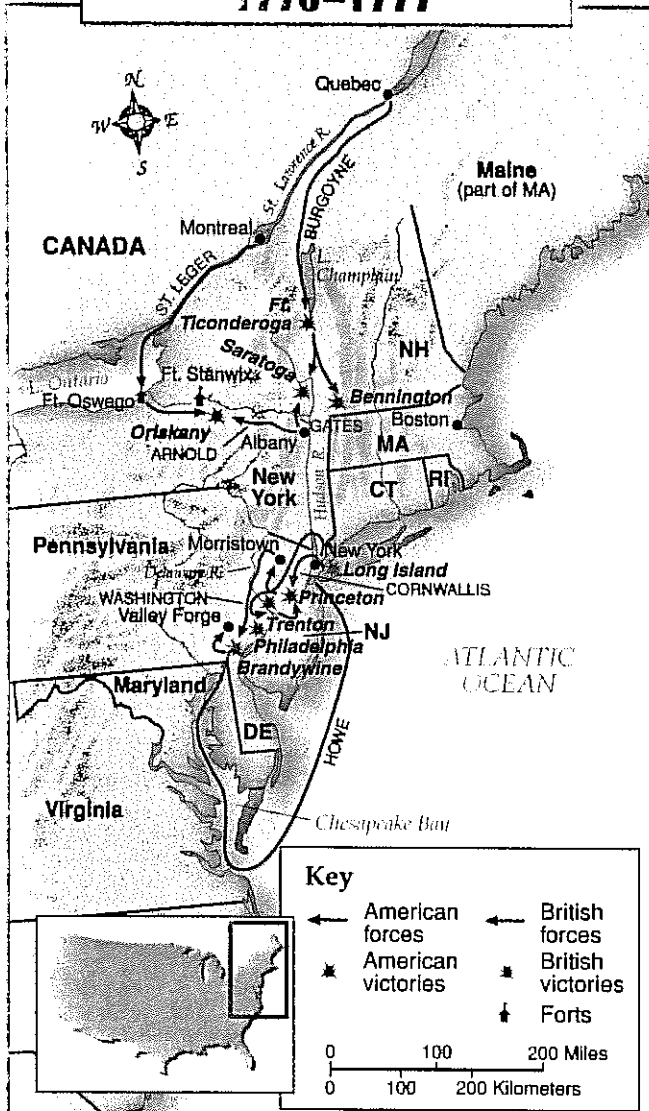 1776–1777
N
W E
S
Quebec
St. Lawrence R.
BURGOYNE
Maine
(part of MA)
Montreal
CANADA
ST. LEGER
L.
Champlain
Ft.
Ticonderoga
NH
Saratoga
L. Ontario
Ft. Stanwix
Bennington
Ft. Oswego
Oriskany
GATES
Boston
ARNOLD
Albany
MA
New
York
Hudson R.
CT
RI
Pennsylvania
Morristown
New York
Delaware R.
Long Island
WASHINGTON
Princeton
CORNWALLIS
Valley Forge
Trenton
NJ
Philadelphia
Brandywine
ATLANTIC
OCEAN
Maryland
DE
HOWE
Virginia
Chesapeake Bay
Key
American
forces
British
forces
American
victories
British
victories
Forts
0 100 200 Miles
0 100 200 Kilometers